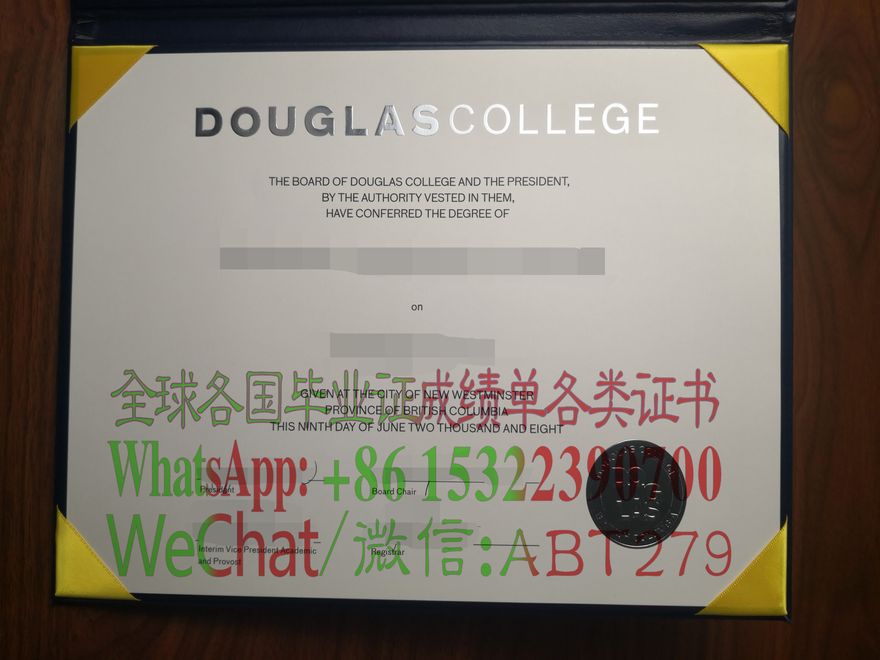 DOUGLASCOLLEGE
THE BOARD OF DOUGLAS COLLEGE AND THE PRESIDENT,
BY THE AUTHORITY VESTED IN THEM,
HAVE CONFERRED THE DEGREE OF
on
全球各国毕业证成绩单各类证书
GIVEN AT THE CITY OF NEW WESTMINSTER
PROVINCE OF BRITISH COLUMBIA
THIS NINTH DAY OF JUNE TWO THOUSAND AND EIGHT
WhatsApp: +86 15322390700
President
Board Chair
WeChat/微信:ABT279
Interim Vice President Academic
and Provost
Registrar